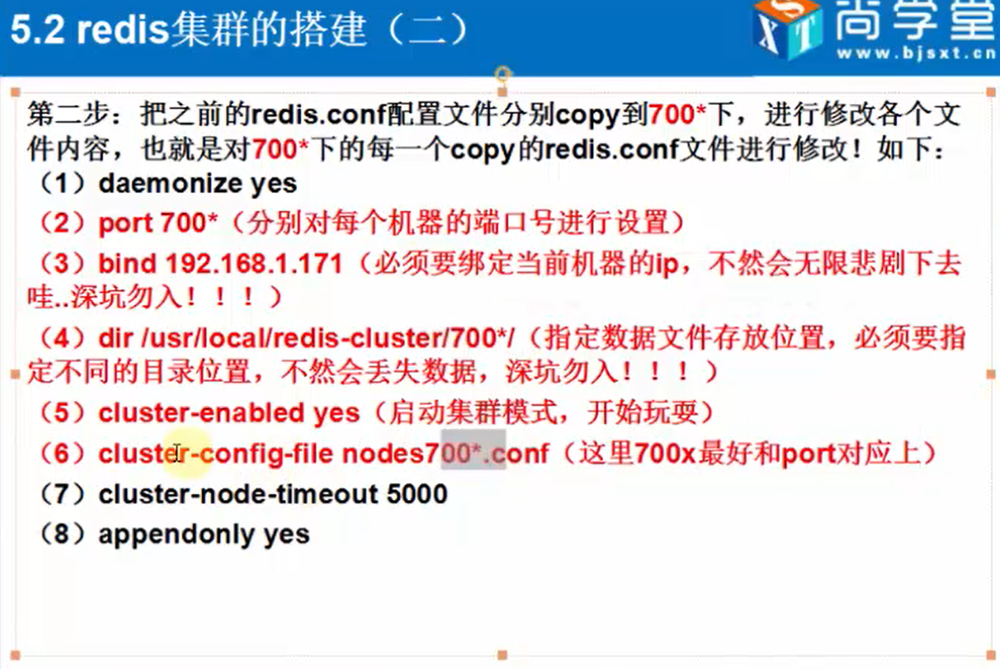 5.2 redis集群的搭建（二）
XST
尚学堂
www.bjsxt.cn
第二步：把之前的redis.conf配置文件分别copy到700*下，进行修改各个文
件内容，也就是对700*下的每一个copy的redis.conf文件进行修改！如下：
（1）daemonize yes
（2）port 700*（分别对每个机器的端口号进行设置）
（3）bind 192.168.1.171（必须要绑定当前机器的ip，不然会无限悲剧下去
哇..深坑勿入！！！）
（4）dir /usr/local/redis-cluster/700*/（指定数据文件存放位置，必须要指
定不同的目录位置，不然会丢失数据，深坑勿入！！！）
（5）cluster-enabled yes（启动集群模式，开始玩耍）
（6）cluster-config-file nodes700*.conf（这里700x最好和port对应上）
（7）cluster-node-timeout 5000
（8）appendonly yes